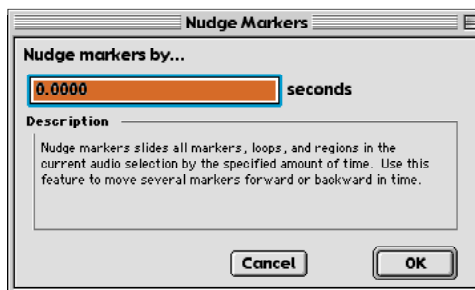 Nudge Markers
Nudge markers by...
0.0000 seconds
Description
Nudge markers slides all markers, loops, and regions in the
current audio selection by the specified amount of time. Use this
feature to move several markers forward or backward in time.
Cancel OK